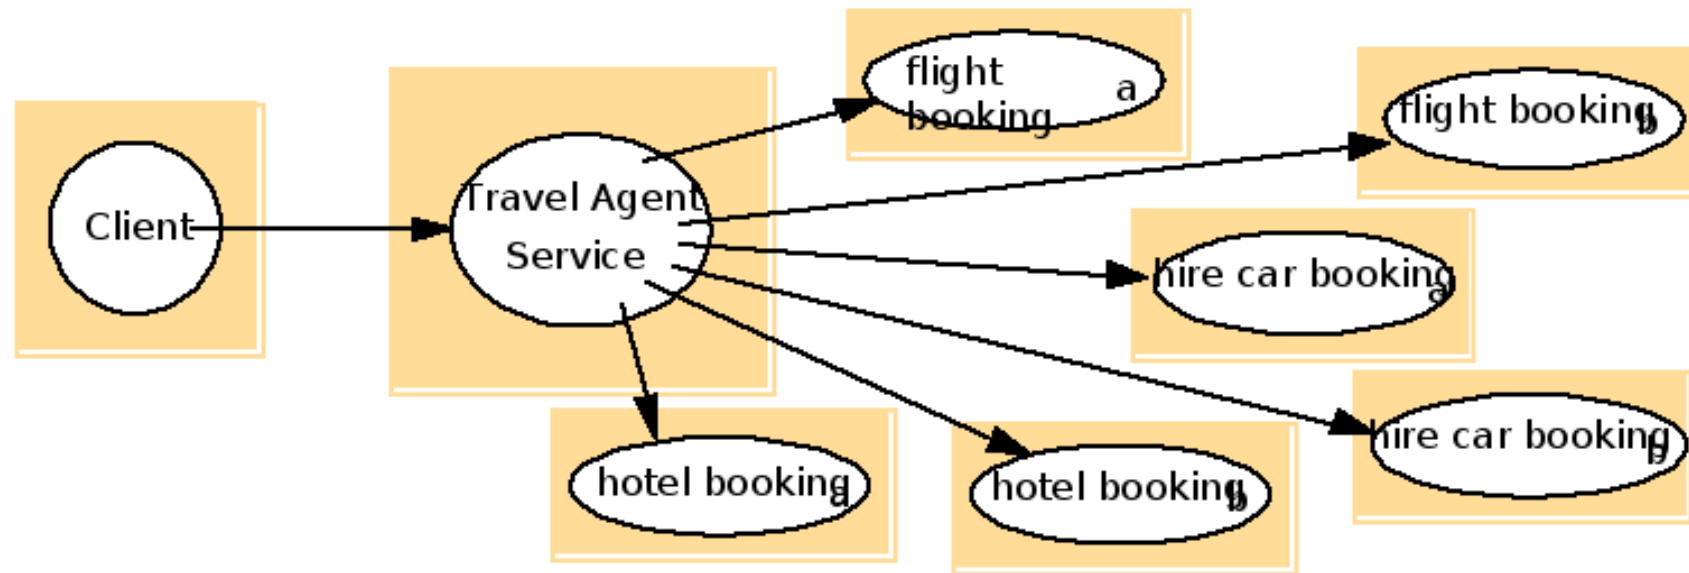 Client
Travel Agent
Service
flight
booking
a
flight booking
b
hire car booking
a
hire car booking
b
hotel booking
a
hotel booking
b